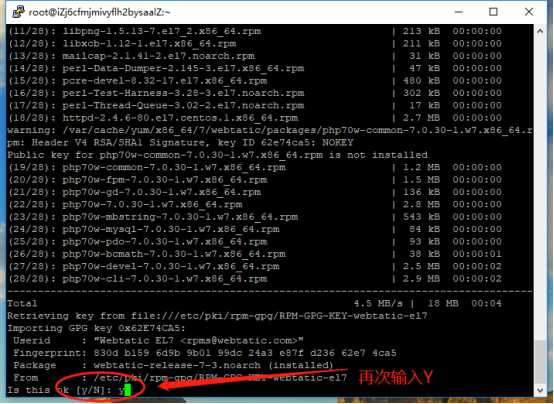 root@iZj6cfmjmivyflh2bysaalZ:~
(11/28): libpng-1.5.13-7.el7_2.x86_64.rpm | 213 kB 00:00:00
(12/28): libxcb-1.12-1.el7.x86_64.rpm | 211 kB 00:00:00
(13/28): mailcap-2.1.41-2.el7.noarch.rpm | 31 kB 00:00:00
(14/28): perl-Data-Dumper-2.145-3.el7.x86_64.rpm | 47 kB 00:00:00
(15/28): pcre-devel-8.32-17.el7.x86_64.rpm | 480 kB 00:00:00
(16/28): perl-Test-Harness-3.28-3.el7.noarch.rpm | 302 kB 00:00:00
(17/28): perl-Thread-Queue-3.02-2.el7.noarch.rpm | 17 kB 00:00:00
(18/28): httpd-2.4.6-80.el7.centos.1.x86_64.rpm | 2.7 MB 00:00:00
warning: /var/cache/yum/x86_64/7/webtatic/packages/php70w-common-7.0.30-1.w7.x86_64.r
pm: Header V4 RSA/SHA1 Signature, key ID 62e74ca5: NOKEY
Public key for php70w-common-7.0.30-1.w7.x86_64.rpm is not installed
(19/28): php70w-common-7.0.30-1.w7.x86_64.rpm | 1.2 MB 00:00:00
(20/28): php70w-fpm-7.0.30-1.w7.x86_64.rpm | 1.5 MB 00:00:00
(21/28): php70w-gd-7.0.30-1.w7.x86_64.rpm | 136 kB 00:00:00
(22/28): php70w-7.0.30-1.w7.x86_64.rpm | 2.8 MB 00:00:00
(23/28): php70w-mbstring-7.0.30-1.w7.x86_64.rpm | 543 kB 00:00:00
(24/28): php70w-mysql-7.0.30-1.w7.x86_64.rpm | 84 kB 00:00:00
(25/28): php70w-pdo-7.0.30-1.w7.x86_64.rpm | 93 kB 00:00:00
(26/28): php70w-bcmath-7.0.30-1.w7.x86_64.rpm | 38 kB 00:00:01
(27/28): php70w-devel-7.0.30-1.w7.x86_64.rpm | 2.5 MB 00:00:02
(28/28): php70w-cli-7.0.30-1.w7.x86_64.rpm | 2.9 MB 00:00:02
--------------------------------------------------------------------------------
Total 4.5 MB/s | 18 MB 00:04
Retrieving key from file:///etc/pki/rpm-gpg/RPM-GPG-KEY-webtatic-el7
Importing GPG key 0x62E74CA5:
Userid : "Webtatic EL7 <rpms@webtatic.com>"
Fingerprint: 830d b159 6d9b 9b01 99dc 24a3 e87f d236 62e7 4ca5
Package : webtatic-release-7-3.noarch (installed)
From : /etc/pki/rpm-gpg/RPM-GPG-KEY-webtatic-el7
Is this ok [y/N]: y
再次输入Y